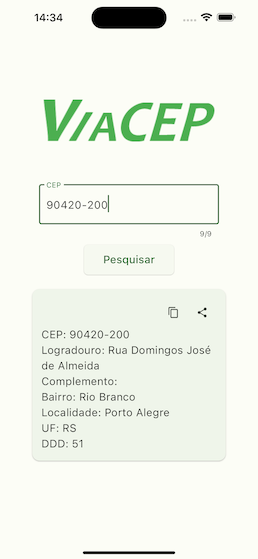 14:34
VIACEP
CEP
90420-200
9/9
Pesquisar
CEP: 90420-200
Logradouro: Rua Domingos José
de Almeida
Complemento:
Bairro: Rio Branco
Localidade: Porto Alegre
UF: RS
DDD: 51